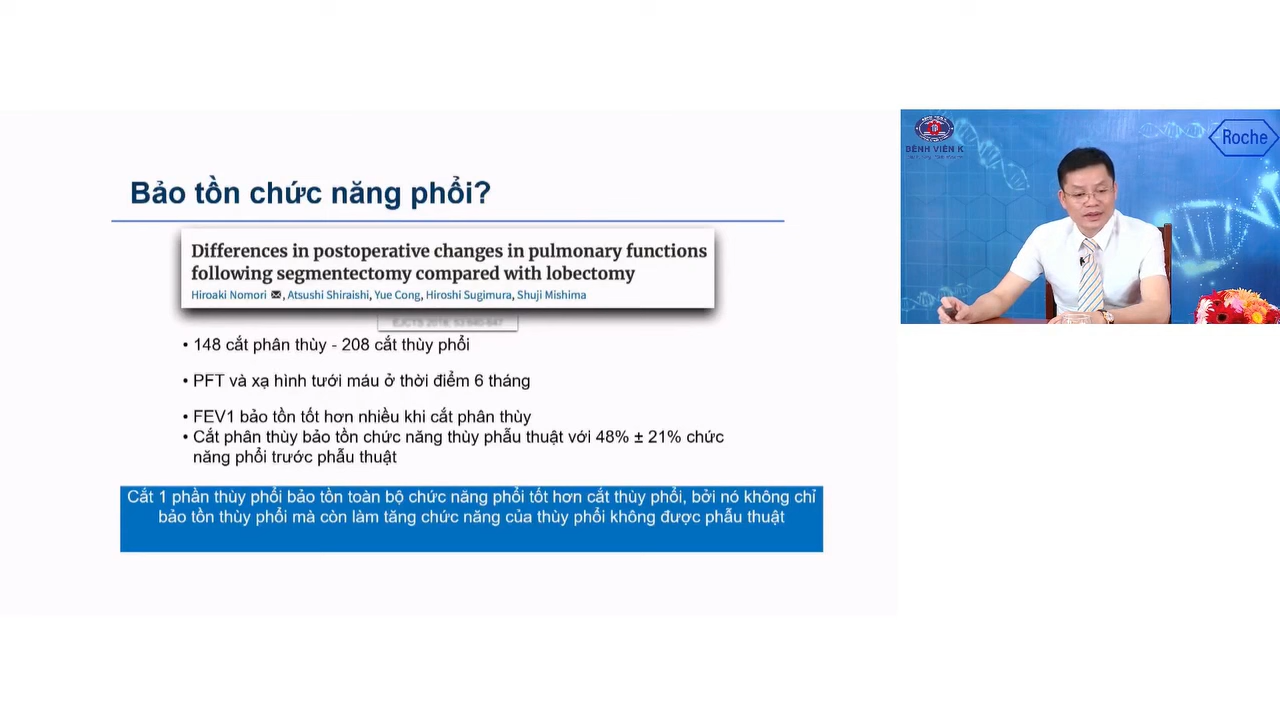 Bảo tồn chức năng phổi?
Differences in postoperative changes in pulmonary functions
following segmentectomy compared with lobectomy
Hiroaki Nomori ✉, Atsushi Shiraishi, Yue Cong, Hiroshi Sugimura, Shuji Mishima
• 148 cắt phân thùy - 208 cắt thùy phổi
• PFT và xạ hình tưới máu ở thời điểm 6 tháng
• FEV1 bảo tồn tốt hơn nhiều khi cắt phân thùy
• Cắt phân thùy bảo tồn chức năng thùy phẫu thuật với 48% ± 21% chức
năng phổi trước phẫu thuật
Cắt 1 phần thùy phổi bảo tồn toàn bộ chức năng phổi tốt hơn cắt thùy phổi, bởi nó không chỉ
bảo tồn thùy phổi mà còn làm tăng chức năng của thùy phổi không được phẫu thuật
BỆNH VIỆN K
Roche